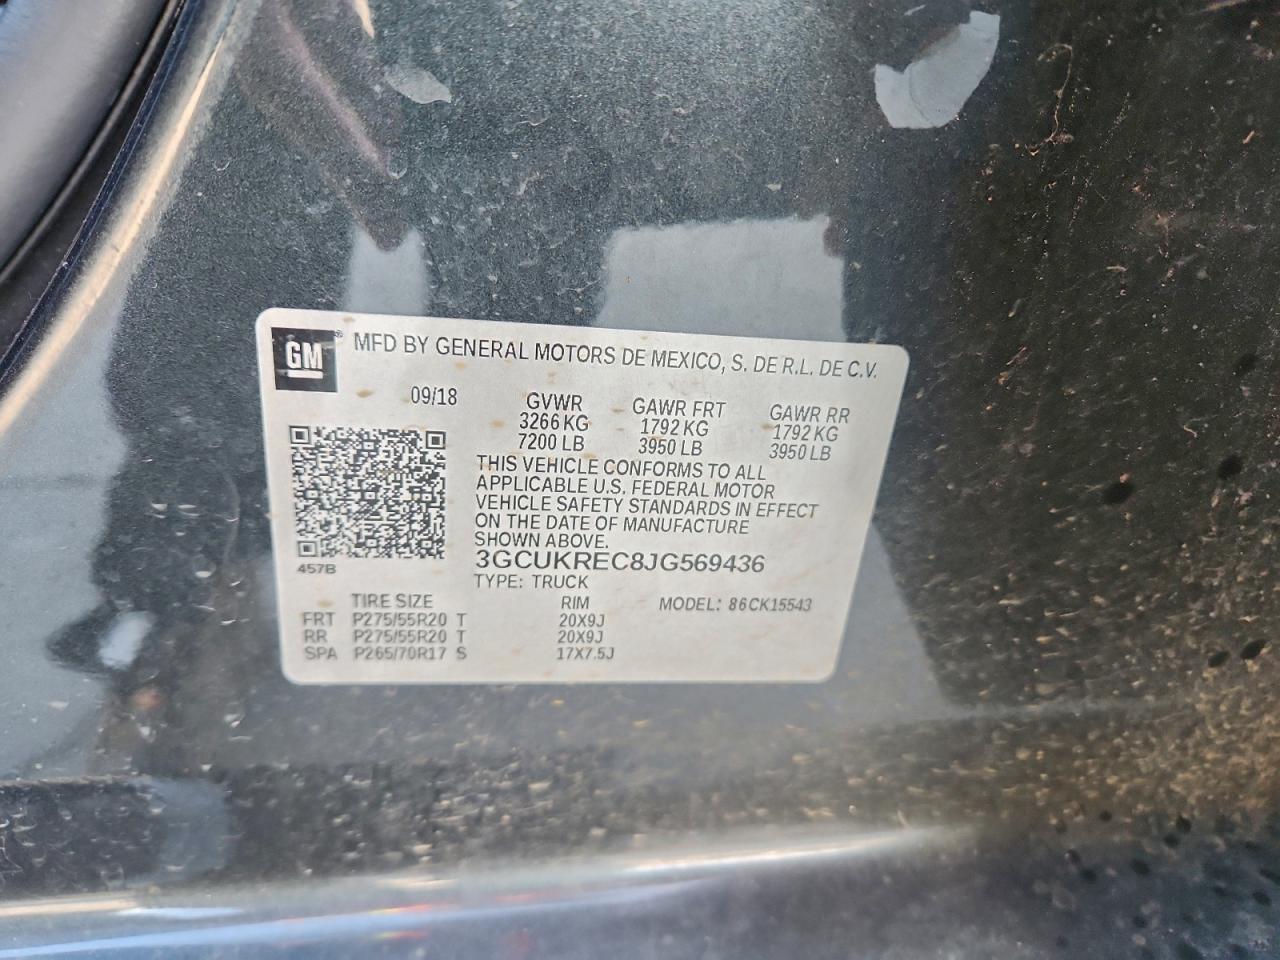 GM
MFD BY GENERAL MOTORS DE MEXICO, S. DE R.L. DE C.V.
09/18 GVWR GAWR FRT GAWR RR
3266 KG 1792 KG 1792 KG
7200 LB 3950 LB 3950 LB
THIS VEHICLE CONFORMS TO ALL
APPLICABLE U.S. FEDERAL MOTOR
VEHICLE SAFETY STANDARDS IN EFFECT
ON THE DATE OF MANUFACTURE
SHOWN ABOVE.
3GCUKREC8JG569436
457B TYPE: TRUCK
TIRE SIZE RIM MODEL: 86CK15543
FRT P275/55R20 T 20X9J
RR P275/55R20 T 20X9J
SPA P265/70R17 S 17X7.5J